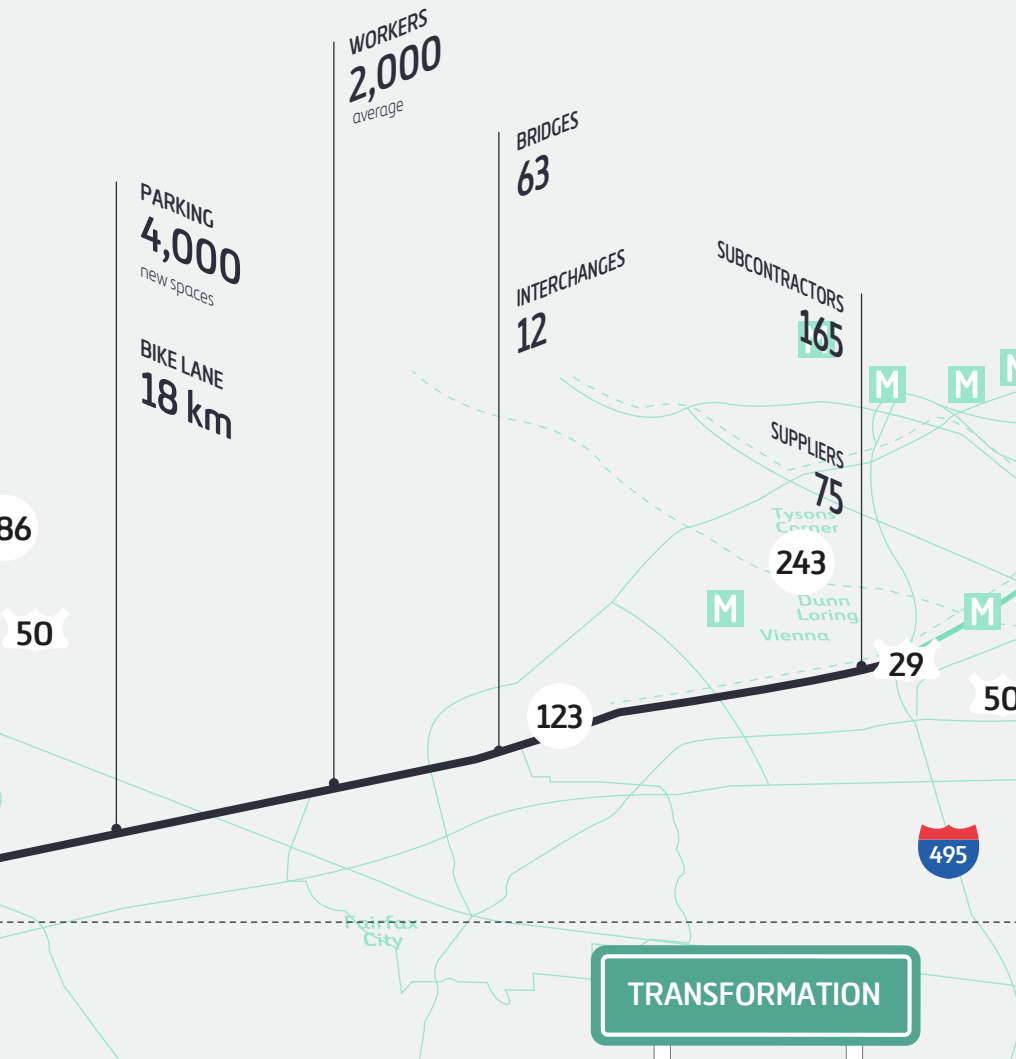 WORKERS
2,000
average
BRIDGES
63
INTERCHANGES
12
PARKING
4,000
new spaces
BIKE LANE
18 km
SUBCONTRACTORS
165
SUPPLIERS
75
M
M
M
Tysons
Corner
243
86
50
M
Dunn
Loring
Vienna
M
29
50
123
495
Fairfax
City
TRANSFORMATION